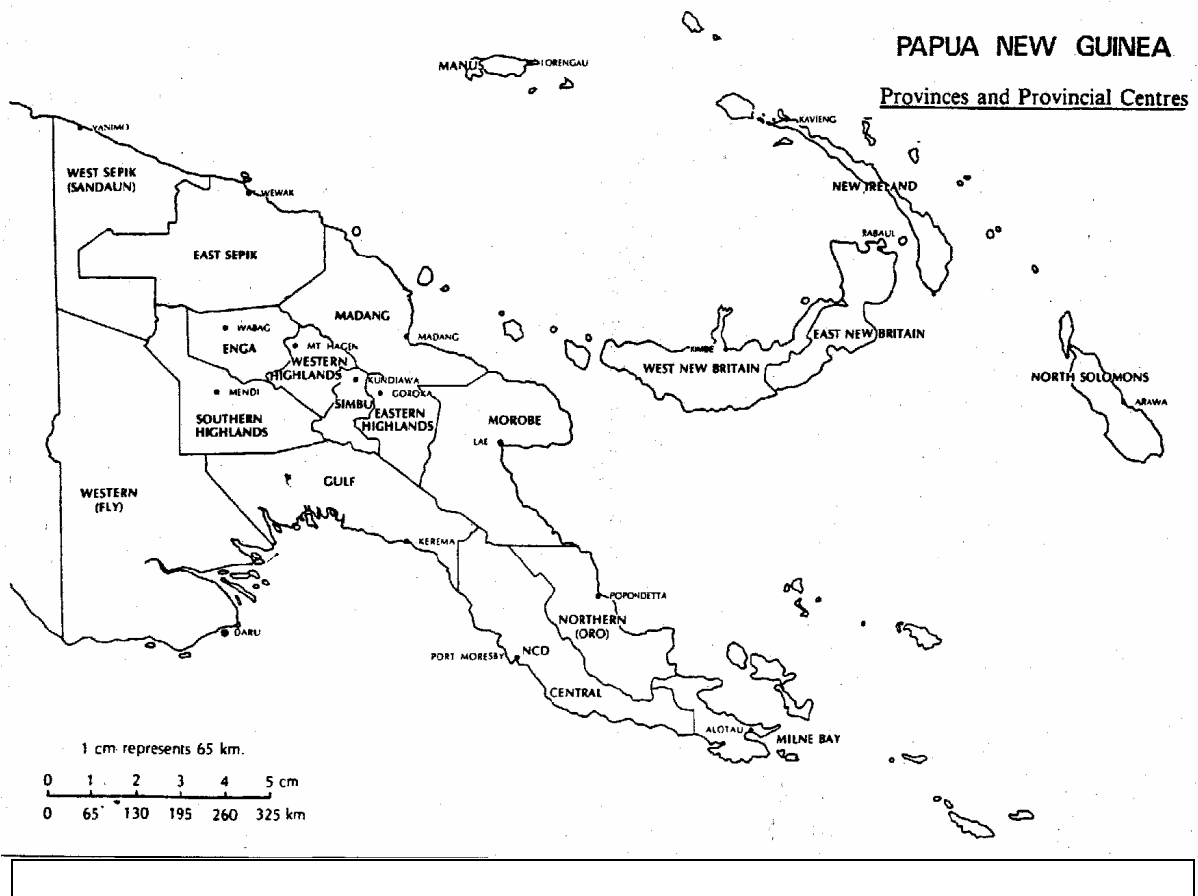 PAPUA NEW GUINEA
Provinces and Provincial Centres
MANUS
LORENGAU
KAVIENG
VANIMO
WEST SEPIK
(SANDAUN)
NEW IRELAND
WEWAK
RABAUL
EAST SEPIK
MADANG
WABAG
MADANG
EAST NEW BRITAIN
ENGA
MT HAGEN
KIMBE
WESTERN
HIGHLANDS
WEST NEW BRITAIN
KUNDIAWA
NORTH SOLOMONS
MENDI
GOROKA
SIMBU
ARAWA
SOUTHERN
HIGHLANDS
EASTERN
HIGHLANDS
MOROBE
LAE
GULF
WESTERN
(FLY)
KEREMA
POPONDETTA
NORTHERN
(ORO)
DARU
PORT MORESBY
NCD
CENTRAL
ALOTAU
MILNE BAY
1 cm represents 65 km.
0 1 2 3 4 5 cm
0 65 130 195 260 325 km